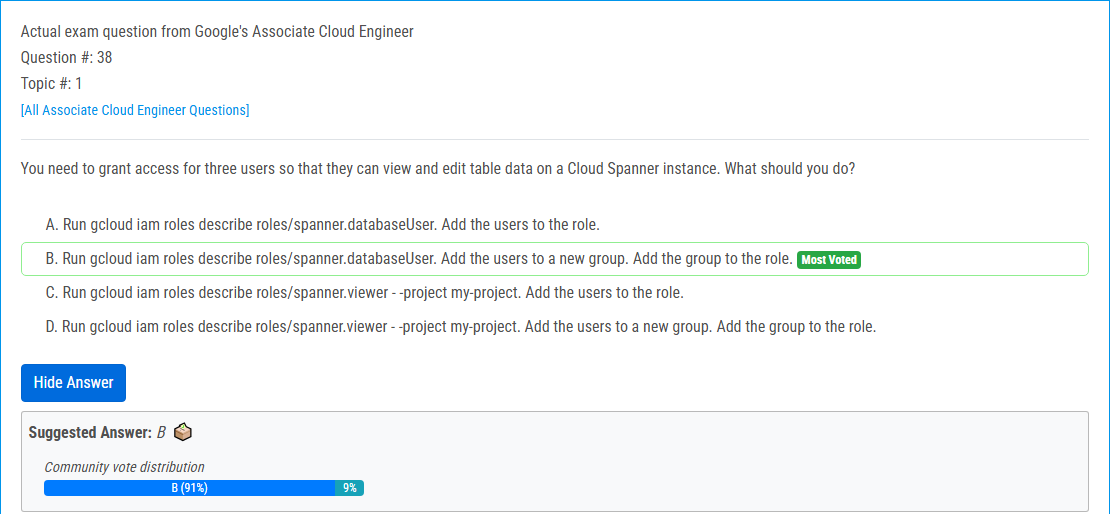 Actual exam question from Google's Associate Cloud Engineer
Question #: 38
Topic #: 1
[All Associate Cloud Engineer Questions]
You need to grant access for three users so that they can view and edit table data on a Cloud Spanner instance. What should you do?
A. Run gcloud iam roles describe roles/spanner.databaseUser. Add the users to the role.
B. Run gcloud iam roles describe roles/spanner.databaseUser. Add the users to a new group. Add the group to the role. Most Voted
C. Run gcloud iam roles describe roles/spanner.viewer - -project my-project. Add the users to the role.
D. Run gcloud iam roles describe roles/spanner.viewer - -project my-project. Add the users to a new group. Add the group to the role.
Hide Answer
Suggested Answer: B
Community vote distribution
B (91%) 9%